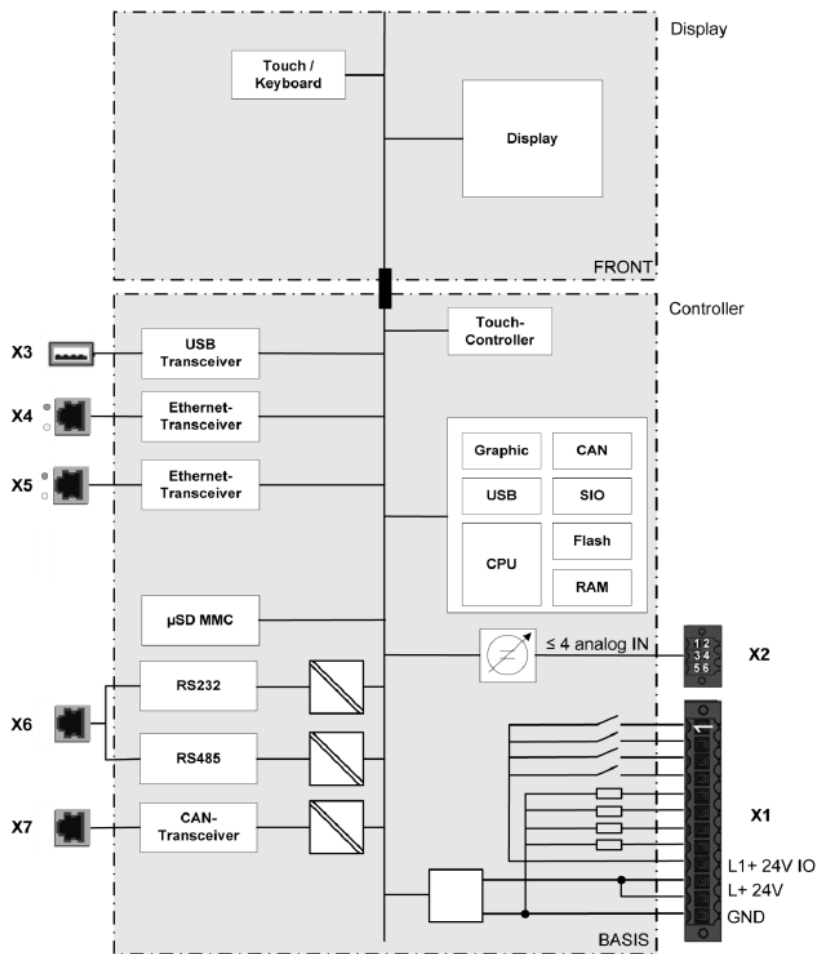 Display
Touch /
Keyboard
Display
FRONT
Controller
Touch-
Controller
X3
USB
Transceiver
X4
Ethernet-
Transceiver
X5
Ethernet-
Transceiver
Graphic
CAN
USB
SIO
CPU
Flash
RAM
µSD MMC
≤ 4 analog IN
1 2
3 4
5 6
X2
X6
RS232
RS485
X7
CAN-
Transceiver
1
X1
L1+ 24V IO
L+ 24V
GND
BASIS